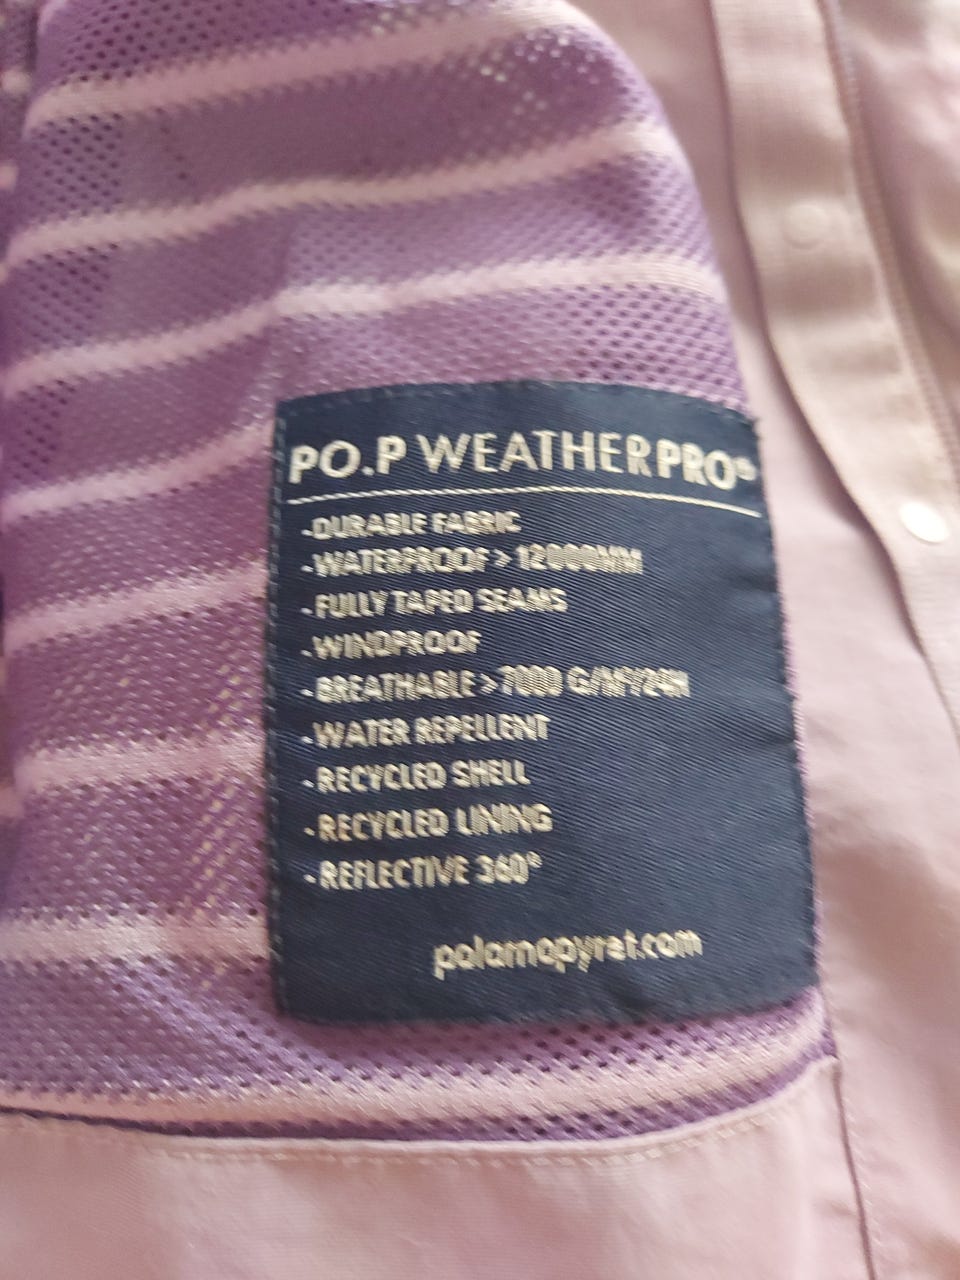 PO.P WEATHERPRO®
-DURABLE FABRIC
-WATERPROOF > 12000MM
-FULLY TAPED SEAMS
-WINDPROOF
-BREATHABLE >7000 G/M²/24H
-WATER REPELLENT
-RECYCLED SHELL
-RECYCLED LINING
-REFLECTIVE 360°
polarnopyret.com